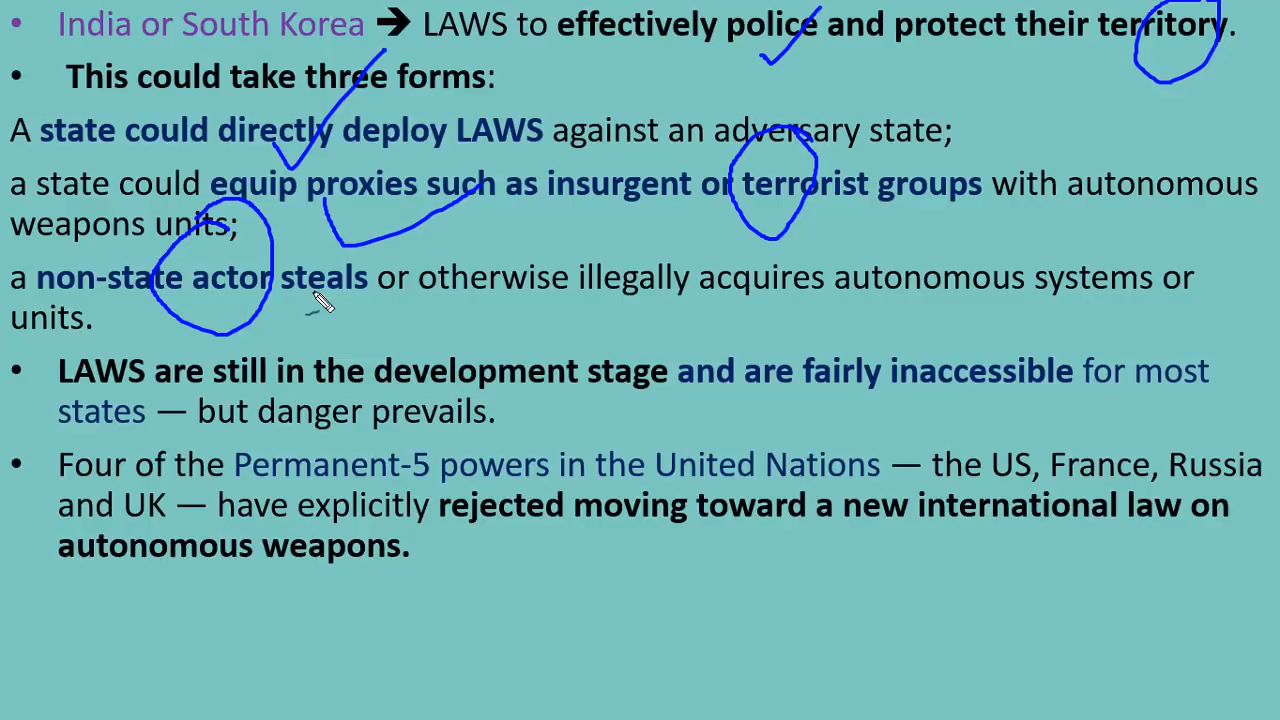 • India or South Korea ➔ LAWS to effectively police and protect their territory.
• This could take three forms:
A state could directly deploy LAWS against an adversary state;
a state could equip proxies such as insurgent or terrorist groups with autonomous
weapons units;
a non-state actor steals or otherwise illegally acquires autonomous systems or
units.
• LAWS are still in the development stage and are fairly inaccessible for most
states — but danger prevails.
• Four of the Permanent-5 powers in the United Nations — the US, France, Russia
and UK — have explicitly rejected moving toward a new international law on
autonomous weapons.